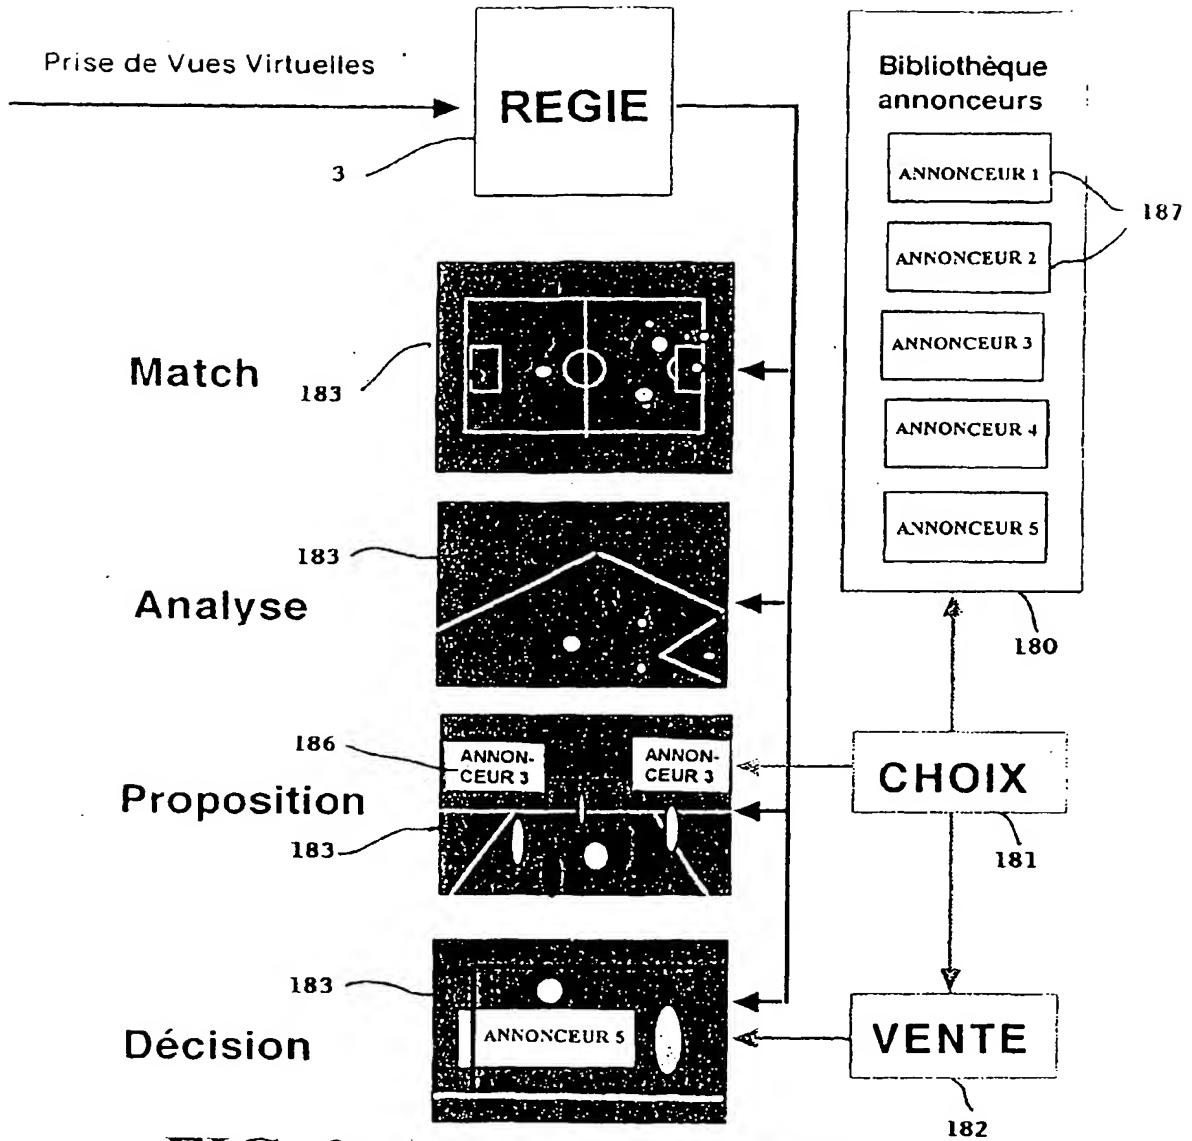 Prise de Vues Virtuelles
REGIE
3
Bibliothèque
annonceurs
ANNONCEUR 1
187
ANNONCEUR 2
ANNONCEUR 3
ANNONCEUR 4
ANNONCEUR 5
180
Match
183
Analyse
183
Proposition
186
183
ANNON-
CEUR 3
ANNON-
CEUR 3
CHOIX
181
Décision
183
ANNONCEUR 5
VENTE
182